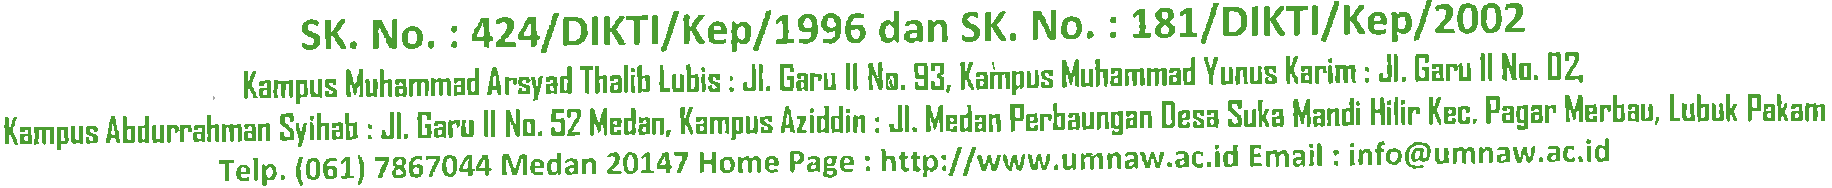 SK. No. : 424/DIKTI/Kep/1996 dan SK. No. : 181/DIKTI/Kep/2002
Kampus Muhammad Arsyad Thalib Lubis : Jl. Garu II No. 93, Kampus Muhammad Yunus Karim : Jl. Garu II No. 02,
Kampus Abdurrahman Syihab : Jl. Garu II No. 52 Medan, Kampus Aziddin : Jl. Medan Perbaungan Desa Suka Mandi Hilir Kec. Pagar Merbau, Lubuk Pakam
Telp. (061) 7867044 Medan 20147 Home Page : http://www.umnaw.ac.id Email : info@umnaw.ac.id